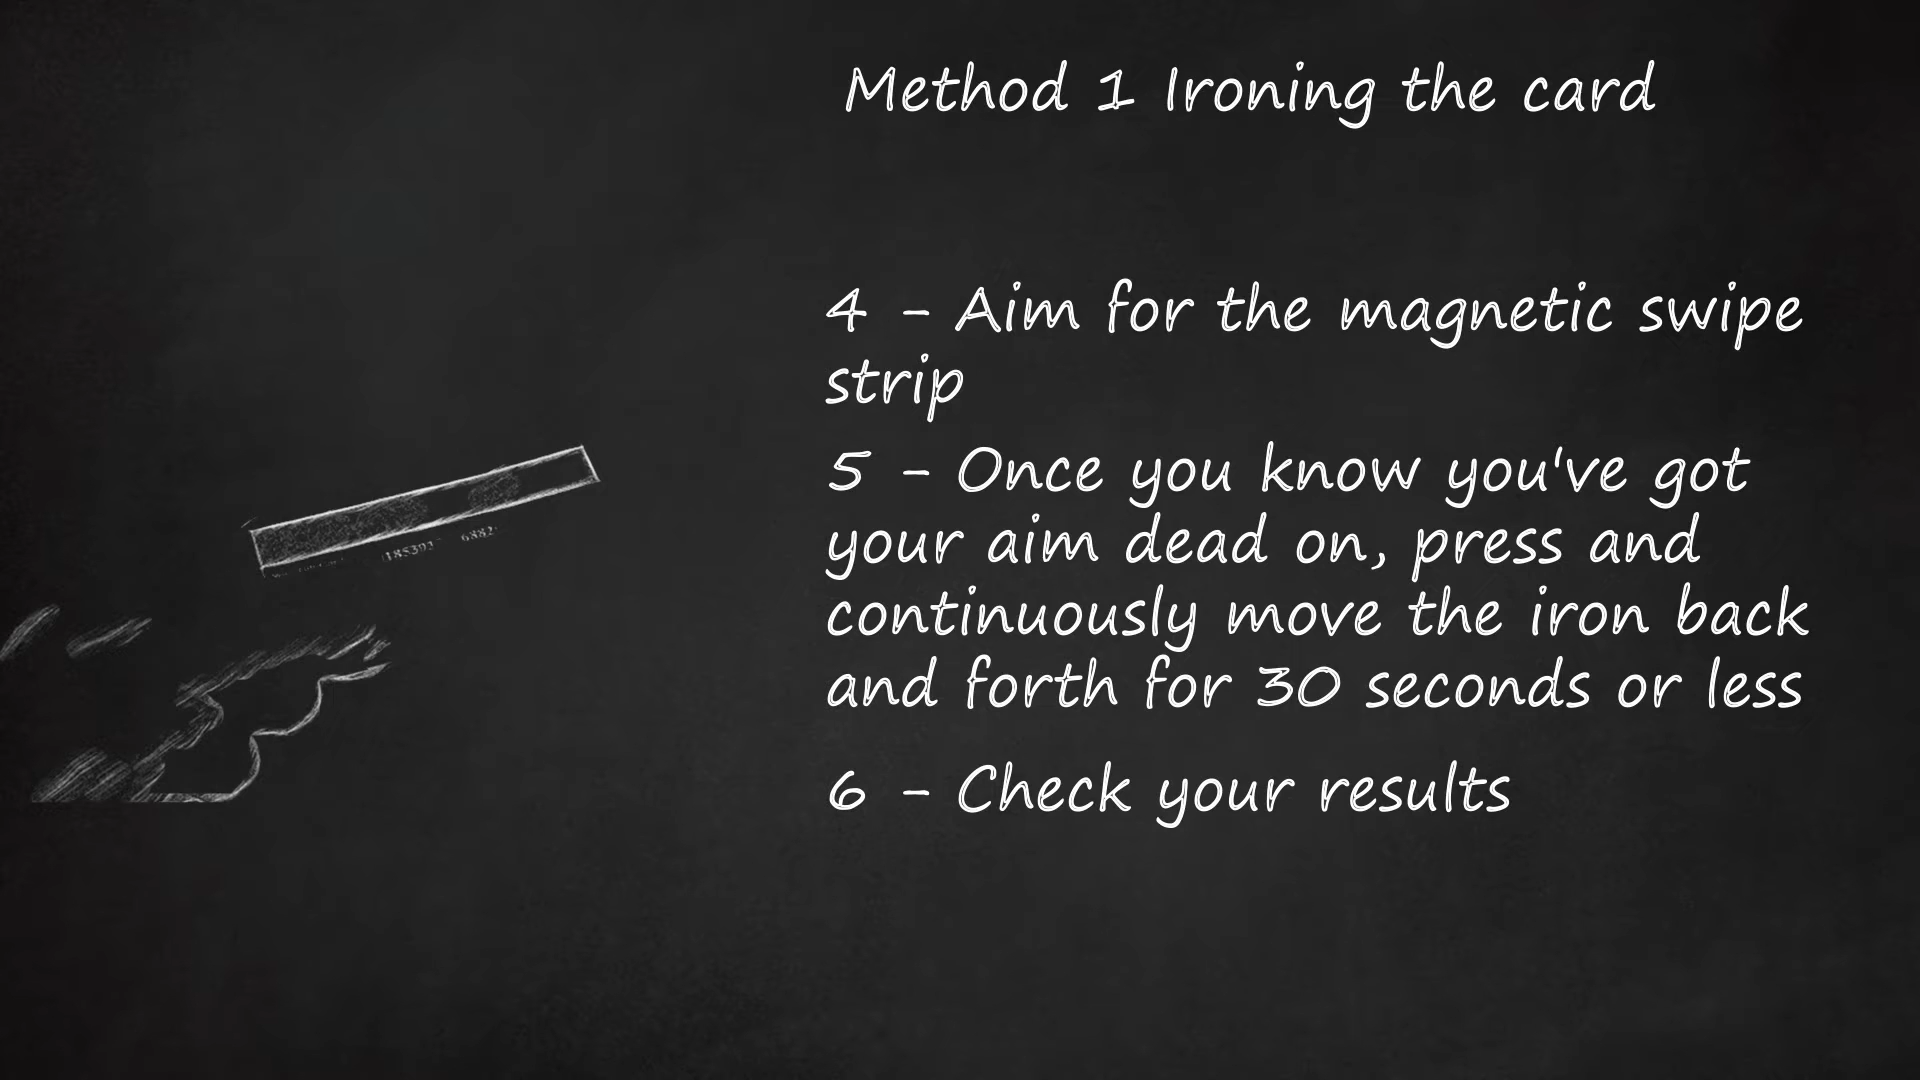 Method 1 Ironing the card
4 - Aim for the magnetic swipe
strip
5 - Once you know you've got
your aim dead on, press and
continuously move the iron back
and forth for 30 seconds or less
6 - Check your results